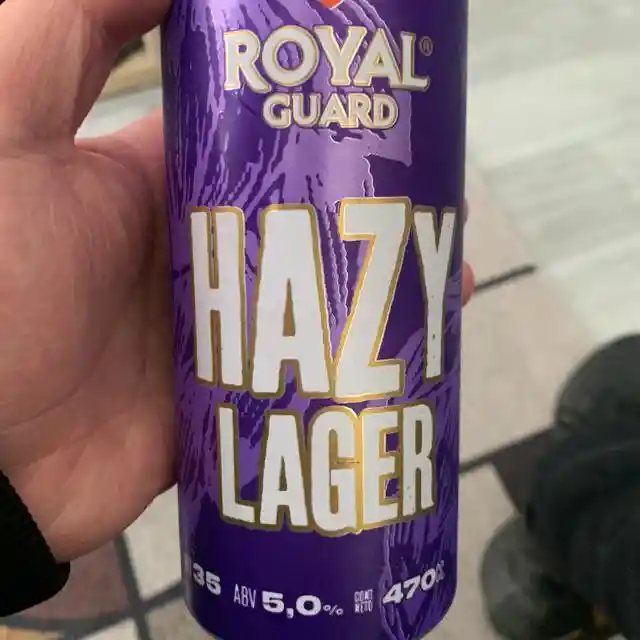 ROYAL®
GUARD
HAZY
LAGER
35 ABV 5,0% CONT NETO 470